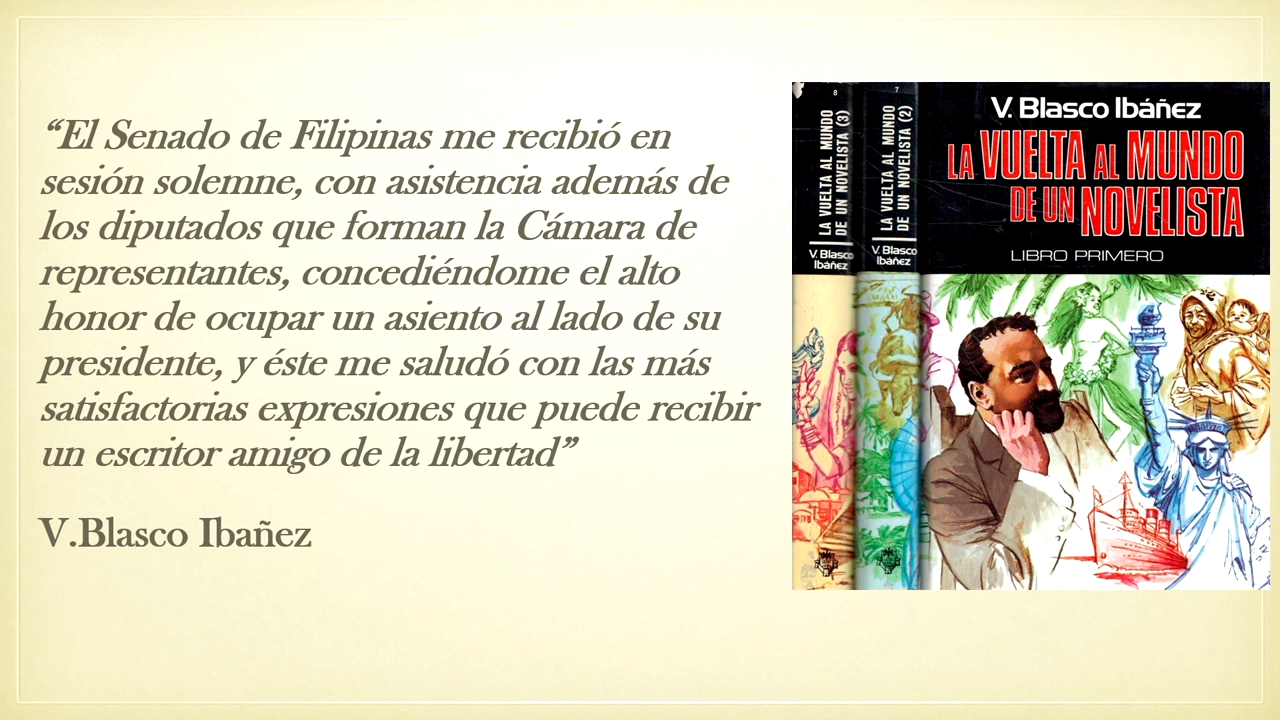 “El Senado de Filipinas me recibió en
sesión solemne, con asistencia además de
los diputados que forman la Cámara de
representantes, concediéndome el alto
honor de ocupar un asiento al lado de su
presidente, y éste me saludó con las más
satisfactorias expresiones que puede recibir
un escritor amigo de la libertad”
V.Blasco Ibañez
8
LA VUELTA AL MUNDO
DE UN NOVELISTA (3)
V. Blasco
Ibáñez
7
LA VUELTA AL MUNDO
DE UN NOVELISTA (2)
V. Blasco
Ibáñez
V. Blasco Ibáñez
LA VUELTA AL MUNDO
DE UN NOVELISTA
LIBRO PRIMERO